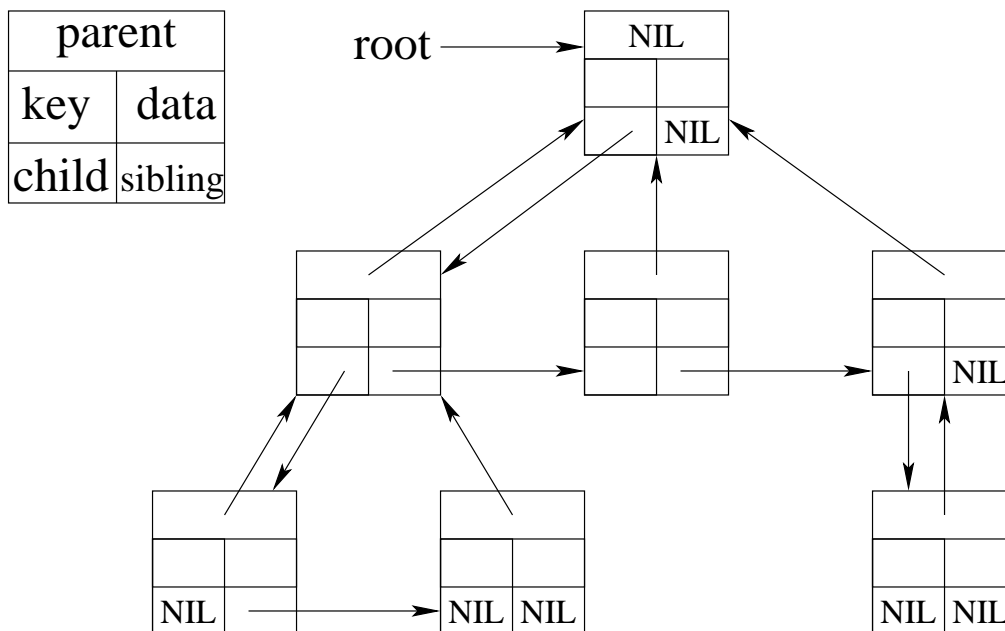 parent
key data
child sibling
root
NIL
NIL
NIL
NIL NIL NIL NIL NIL